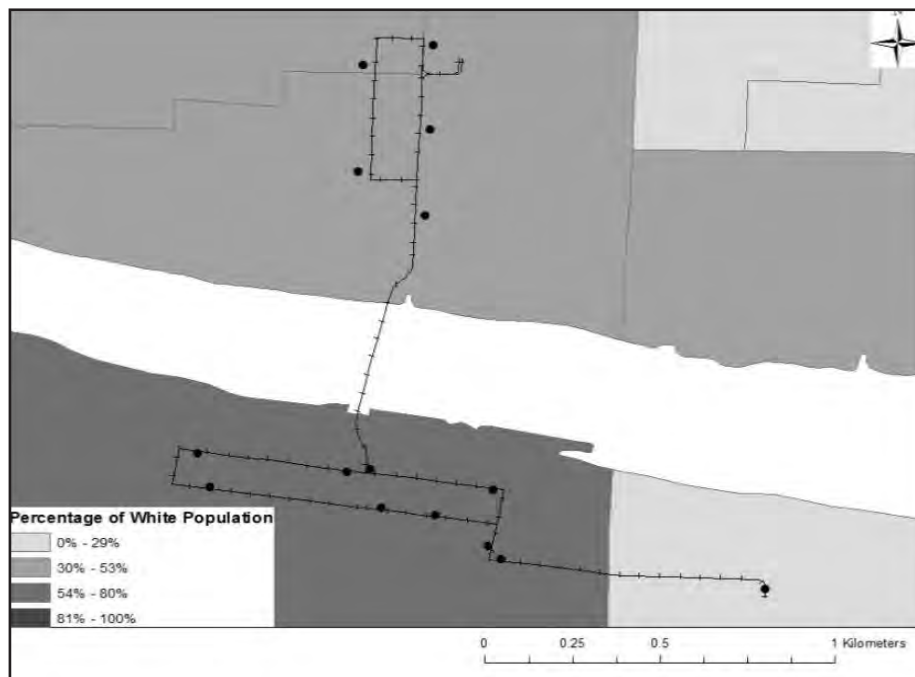 N
Percentage of White Population
0% - 29%
30% - 53%
54% - 80%
81% - 100%
0 0.25 0.5 1 Kilometers